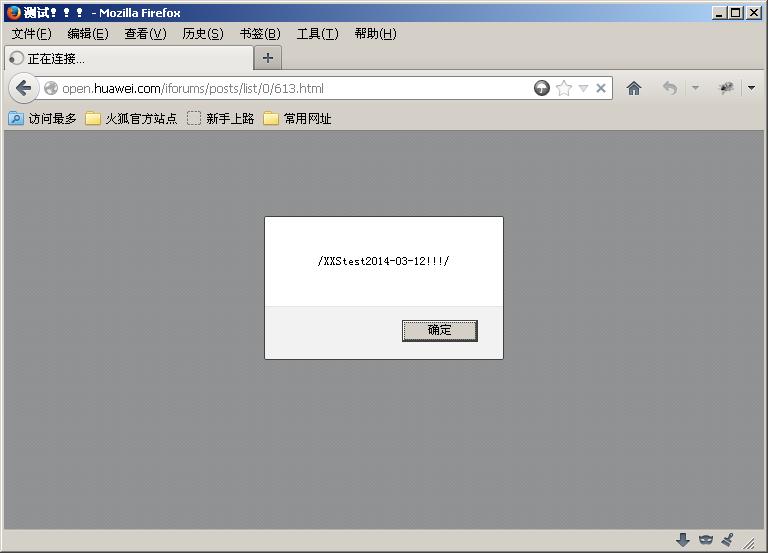 测试！！！ - Mozilla Firefox
文件(F) 编辑(E) 查看(V) 历史(S) 书签(B) 工具(T) 帮助(H)
正在连接...
open.huawei.com/iforums/posts/list/0/613.html
访问最多 火狐官方站点 新手上路 常用网址
/XXStest2014-03-12!!!/
确定